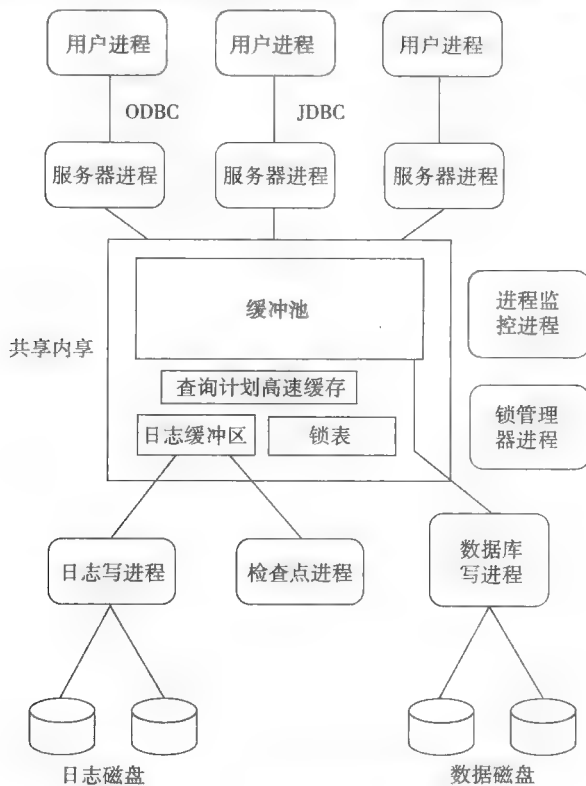 用户进程
用户进程
用户进程
ODBC
JDBC
服务器进程
服务器进程
服务器进程
缓冲池
共享内享
查询计划高速缓存
日志缓冲区
锁表
进程监
控进程
锁管理
器进程
日志写进程
检查点进程
数据库
写进程
日志磁盘
数据磁盘